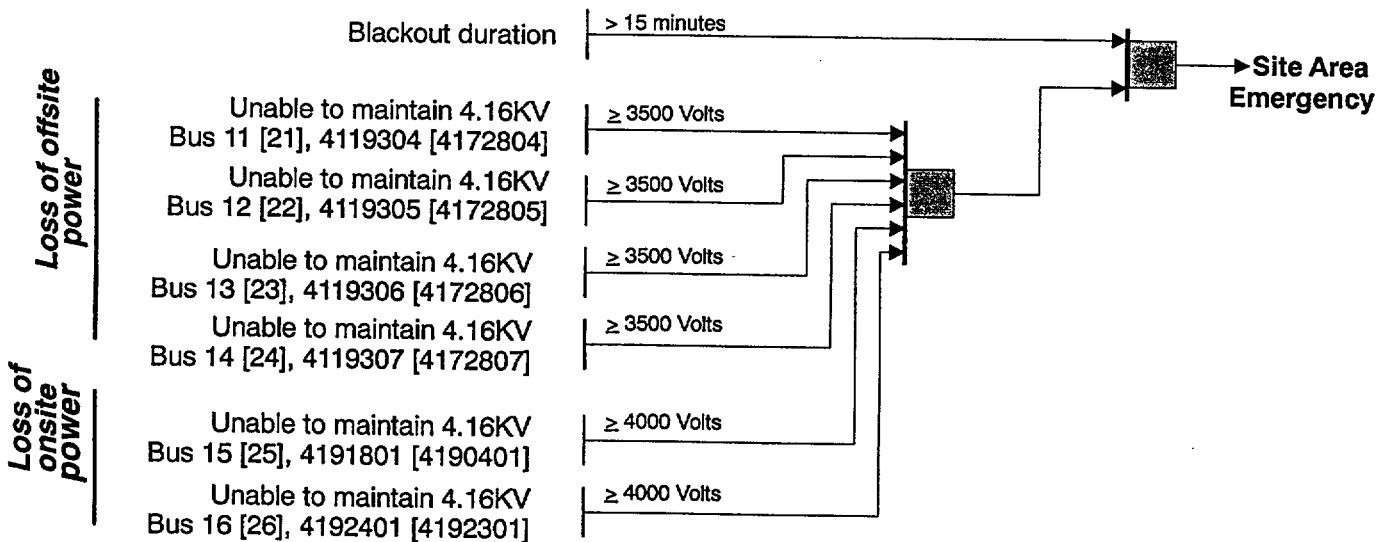 Blackout duration
> 15 minutes
Site Area
Emergency
Loss of offsite
power
Unable to maintain 4.16KV
Bus 11 [21], 4119304 [4172804]
≥ 3500 Volts
Unable to maintain 4.16KV
Bus 12 [22], 4119305 [4172805]
≥ 3500 Volts
Unable to maintain 4.16KV
Bus 13 [23], 4119306 [4172806]
≥ 3500 Volts
Unable to maintain 4.16KV
Bus 14 [24], 4119307 [4172807]
≥ 3500 Volts
Loss of
onsite
power
Unable to maintain 4.16KV
Bus 15 [25], 4191801 [4190401]
≥ 4000 Volts
Unable to maintain 4.16KV
Bus 16 [26], 4192401 [4192301]
≥ 4000 Volts